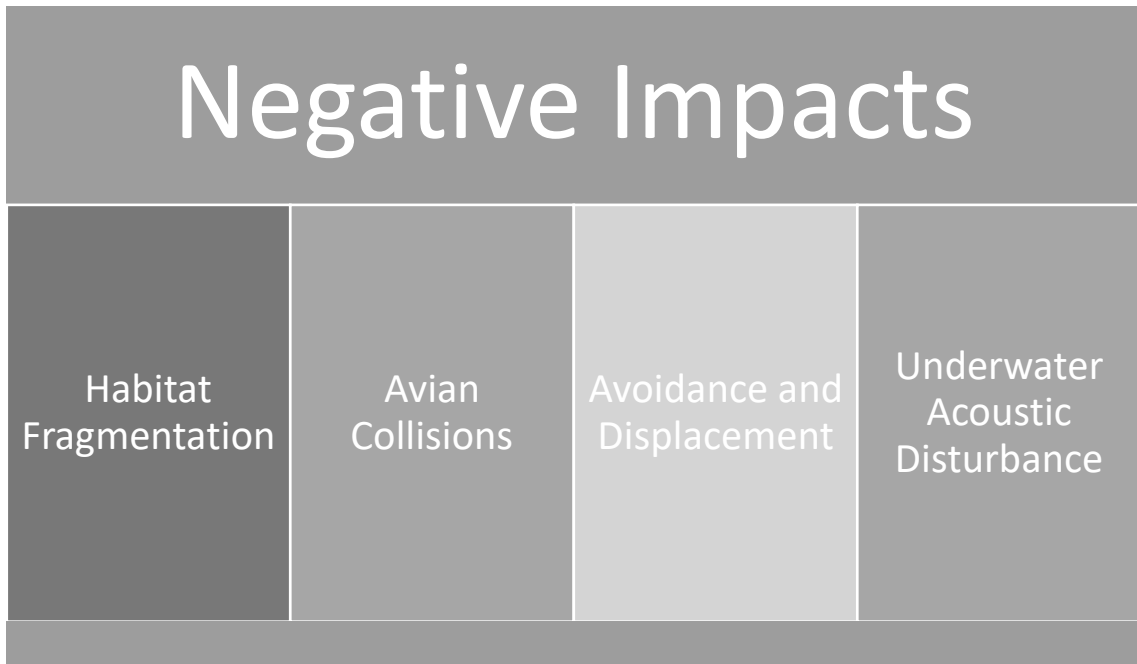 Negative Impacts
Habitat
Fragmentation
Avian
Collisions
Avoidance and
Displacement
Underwater
Acoustic
Disturbance